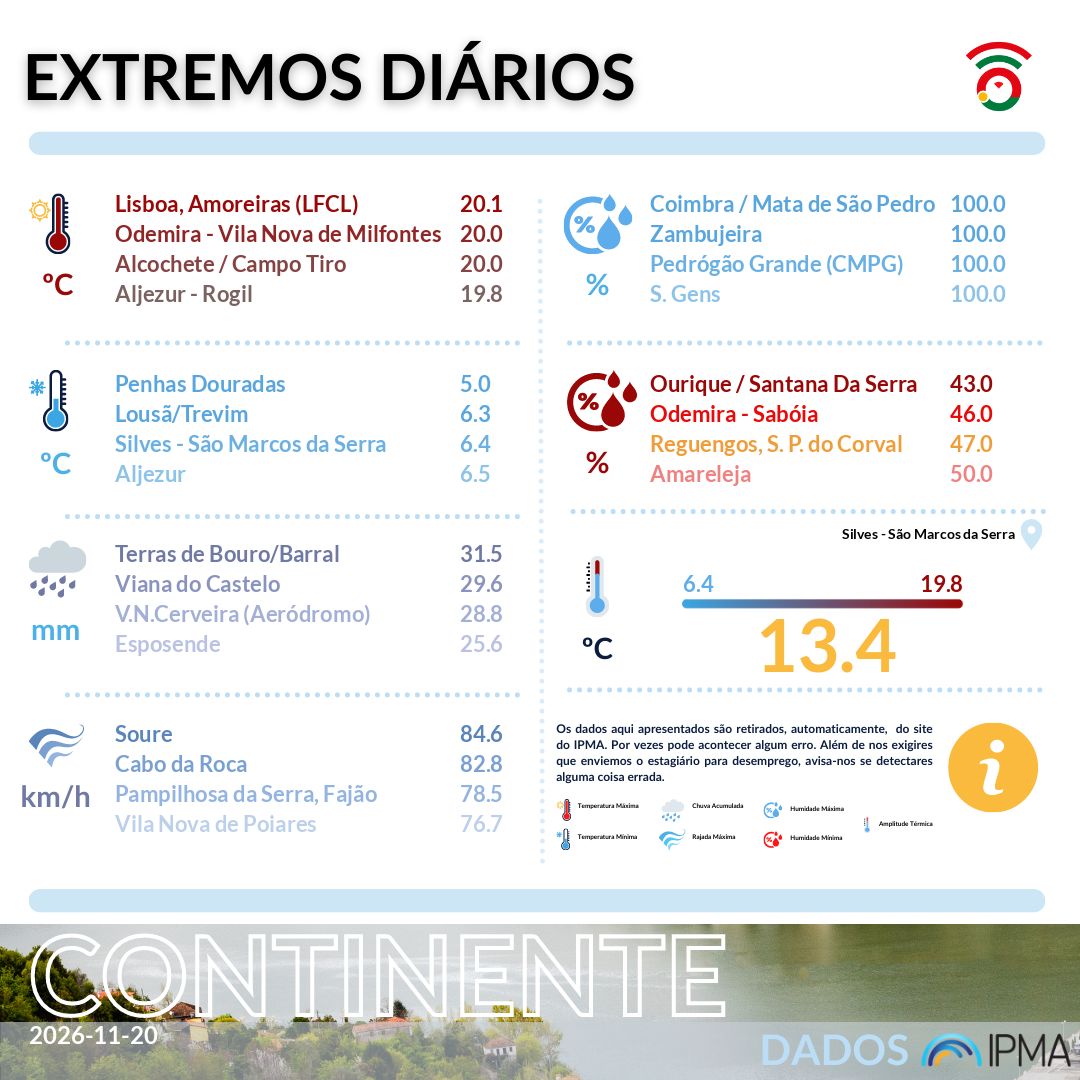 EXTREMOS DIÁRIOS
Lisboa, Amoreiras (LFCL) 20.1
Odemira - Vila Nova de Milfontes 20.0
Alcochete / Campo Tiro 20.0
Aljezur - Rogil 19.8
ºC
Penhas Douradas 5.0
Lousã/Trevim 6.3
Silves - São Marcos da Serra 6.4
Aljezur 6.5
ºC
Terras de Bouro/Barral 31.5
Viana do Castelo 29.6
V.N.Cerveira (Aeródromo) 28.8
Esposende 25.6
mm
Soure 84.6
Cabo da Roca 82.8
Pampilhosa da Serra, Fajão 78.5
Vila Nova de Poiares 76.7
km/h
%
Coimbra / Mata de São Pedro 100.0
Zambujeira 100.0
Pedrógão Grande (CMPG) 100.0
S. Gens 100.0
%
%
Ourique / Santana Da Serra 43.0
Odemira - Sabóia 46.0
Reguengos, S. P. do Corval 47.0
Amareleja 50.0
%
Silves - São Marcos da Serra
6.4 19.8
13.4
ºC
Os dados aqui apresentados são retirados, automaticamente, do site
do IPMA. Por vezes pode acontecer algum erro. Além de nos exigires
que enviemos o estagiário para desemprego, avisa-nos se detectares
alguma coisa errada.
i
Temperatura Máxima
Chuva Acumulada
Humidade Máxima
Amplitude Térmica
Temperatura Mínima
Rajada Máxima
Humidade Mínima
CONTINENTE
2026-11-20
DADOS IPMA